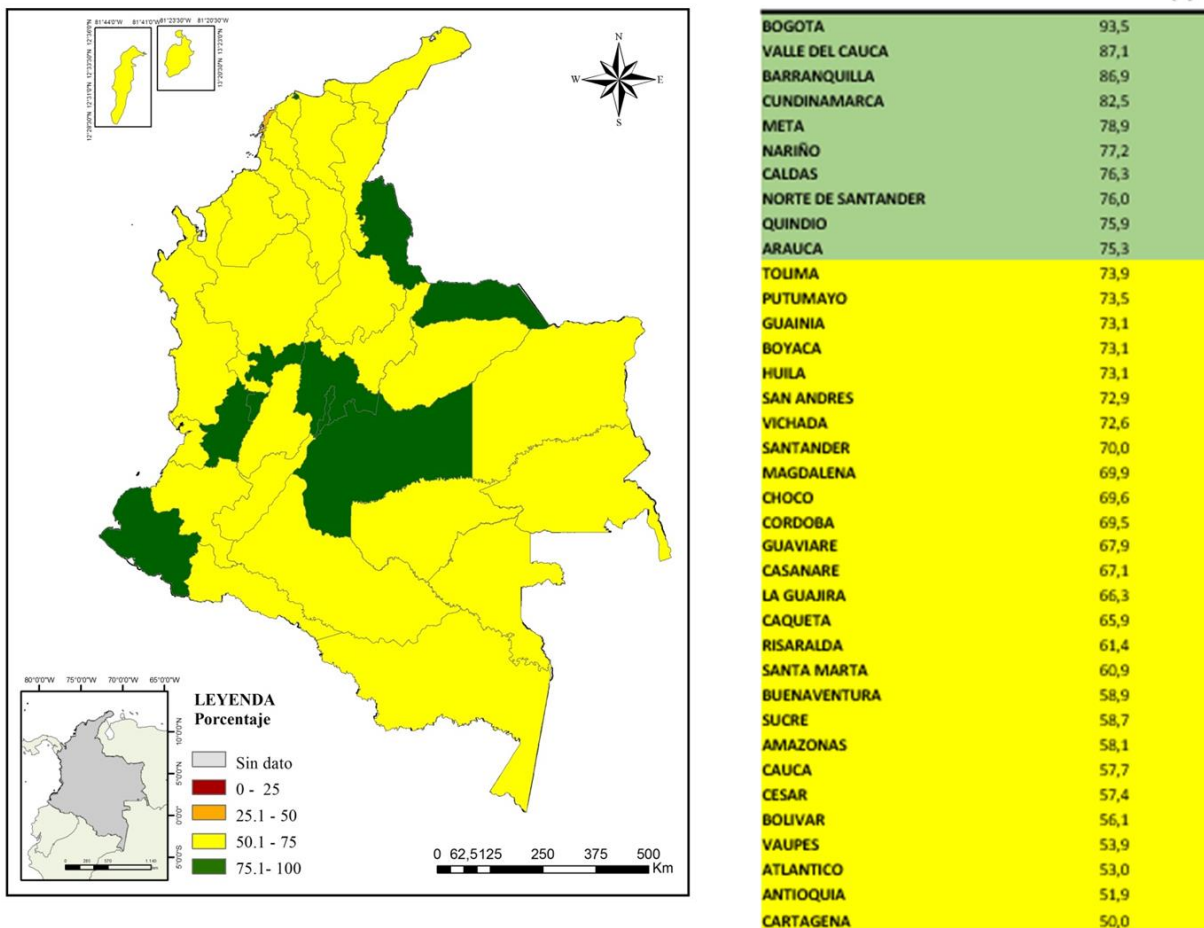 81°44'0"W 81°41'0"W
81°23'30"W 81°20'30"W
N
W E
S
80°0'0"W 75°0'0"W 70°0'0"W 65°0'0"W
10°0'0"N
5°0'0"N
0°0'0"
5°0'0"S
LEYENDA
Porcentaje
Sin dato
0 - 25
25.1 - 50
50.1 - 75
75.1- 100
0 62,5125 250 375 500
Km
BOGOTA 93,5
VALLE DEL CAUCA 87,1
BARRANQUILLA 86,9
CUNDINAMARCA 82,5
META 78,9
NARIÑO 77,2
CALDAS 76,3
NORTE DE SANTANDER 76,0
QUINDIO 75,9
ARAUCA 75,3
TOLIMA 73,9
PUTUMAYO 73,5
GUAINIA 73,1
BOYACA 73,1
HUILA 73,1
SAN ANDRES 72,9
VICHADA 72,6
SANTANDER 70,0
MAGDALENA 69,9
CHOCO 69,6
CORDOBA 69,5
GUAVIARE 67,9
CASANARE 67,1
LA GUAJIRA 66,3
CAQUETA 65,9
RISARALDA 61,4
SANTA MARTA 60,9
BUENAVENTURA 58,9
SUCRE 58,7
AMAZONAS 58,1
CAUCA 57,7
CESAR 57,4
BOLIVAR 56,1
VAUPES 53,9
ATLANTICO 53,0
ANTIOQUIA 51,9
CARTAGENA 50,0